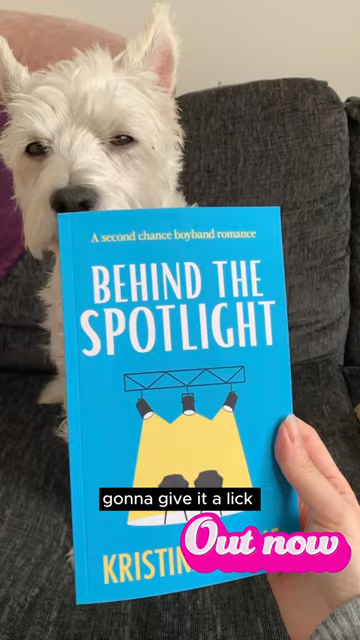 A second chance boyband romance
BEHIND THE
SPOTLIGHT
gonna give it a lick
Out now